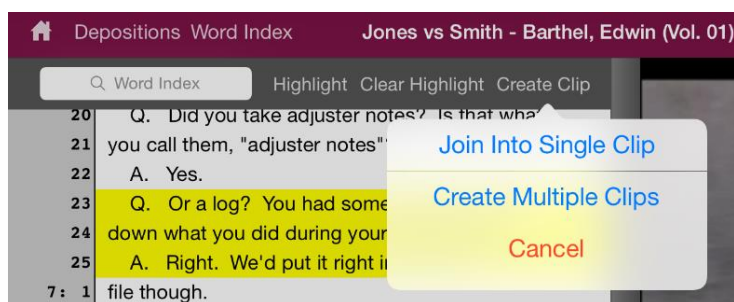 Depositions Word Index Jones vs Smith - Barthel, Edwin (Vol. 01)
Word Index Highlight Clear Highlight Create Clip
20 Q. Did you take adjuster notes? Is that what
21 you call them, "adjuster notes"
22 A. Yes.
23 Q. Or a log? You had some
24 down what you did during your
25 A. Right. We'd put it right
7: 1 file though.
Join Into Single Clip
Create Multiple Clips
Cancel